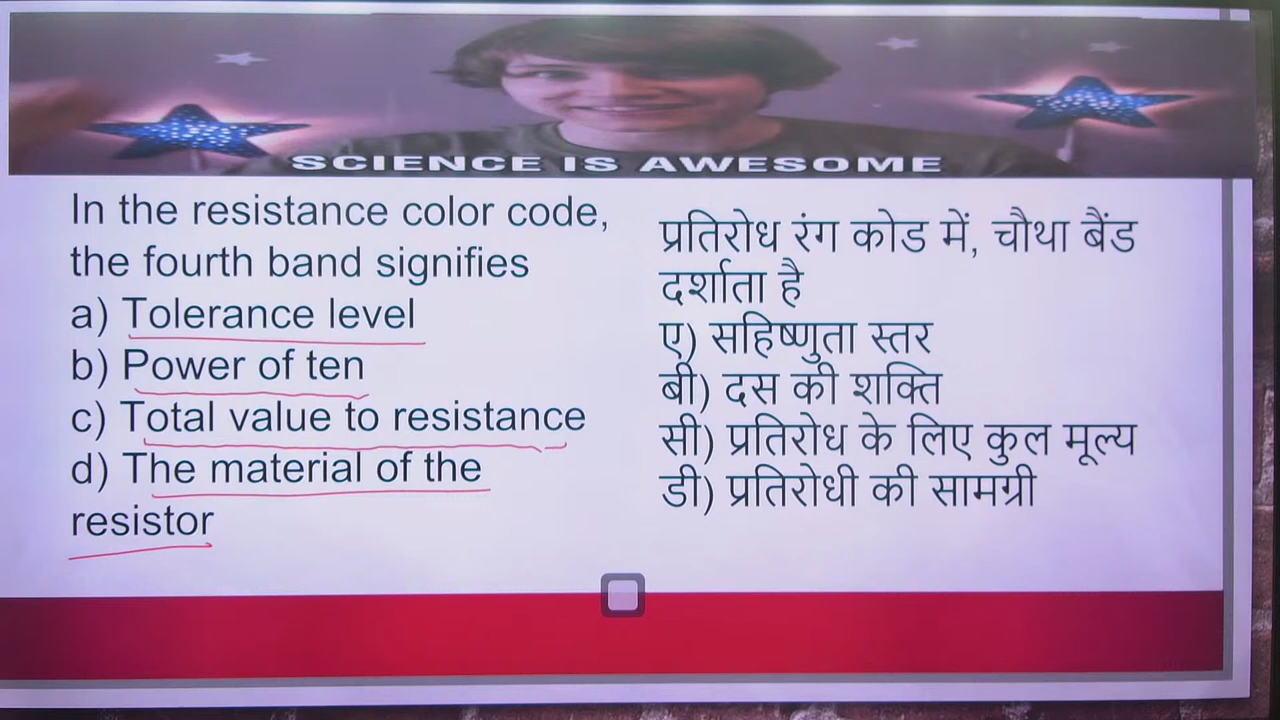 SCIENCE IS AWESOME
In the resistance color code,
the fourth band signifies
a) Tolerance level
b) Power of ten
c) Total value to resistance
d) The material of the
resistor
प्रतिरोध रंग कोड में, चौथा बैंड
दर्शाता है
ए) सहिष्णुता स्तर
बी) दस की शक्ति
सी) प्रतिरोध के लिए कुल मूल्य
डी) प्रतिरोधी की सामग्री